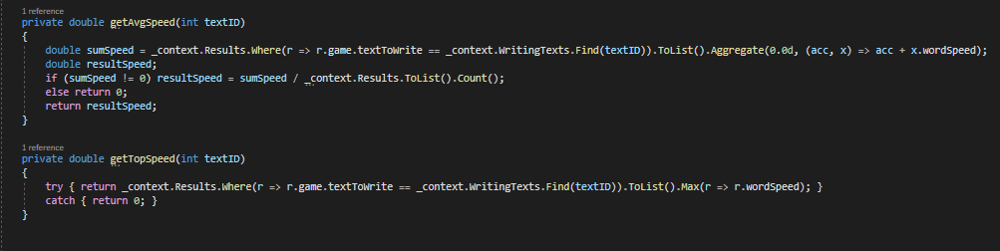 1 reference
private double getAvgSpeed(int textID)
{
double sumSpeed = _context.Results.Where(r => r.game.textToWrite == _context.WritingTexts.Find(textID)).ToList().Aggregate(0.0d, (acc, x) => acc + x.wordSpeed);
double resultSpeed;
if (sumSpeed != 0) resultSpeed = sumSpeed / _context.Results.ToList().Count();
else return 0;
return resultSpeed;
}
1 reference
private double getTopSpeed(int textID)
{
try { return _context.Results.Where(r => r.game.textToWrite == _context.WritingTexts.Find(textID)).ToList().Max(r => r.wordSpeed); }
catch { return 0; }
}